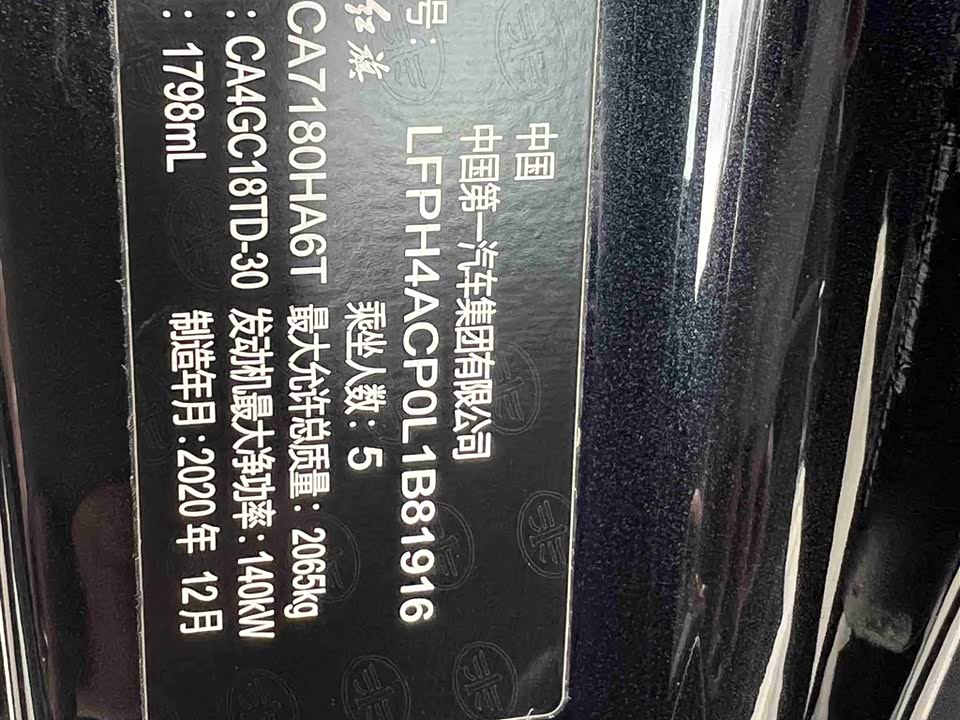 中国
中国第一汽车集团有限公司
号: LFPH4ACP0L1B81916
红旗 乘坐人数: 5
CA7180HA6T 最大允许总质量: 2065kg
: CA4GC18TD-30 发动机最大净功率: 140kW
: 1798mL 制造年月: 2020年 12月